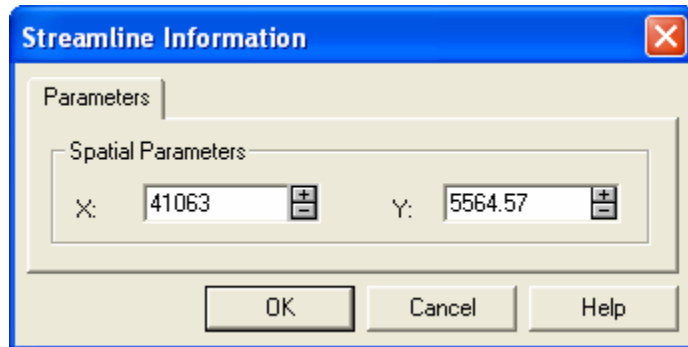 Streamline Information
Parameters
Spatial Parameters
X: 41063 Y: 5564.57
OK Cancel Help